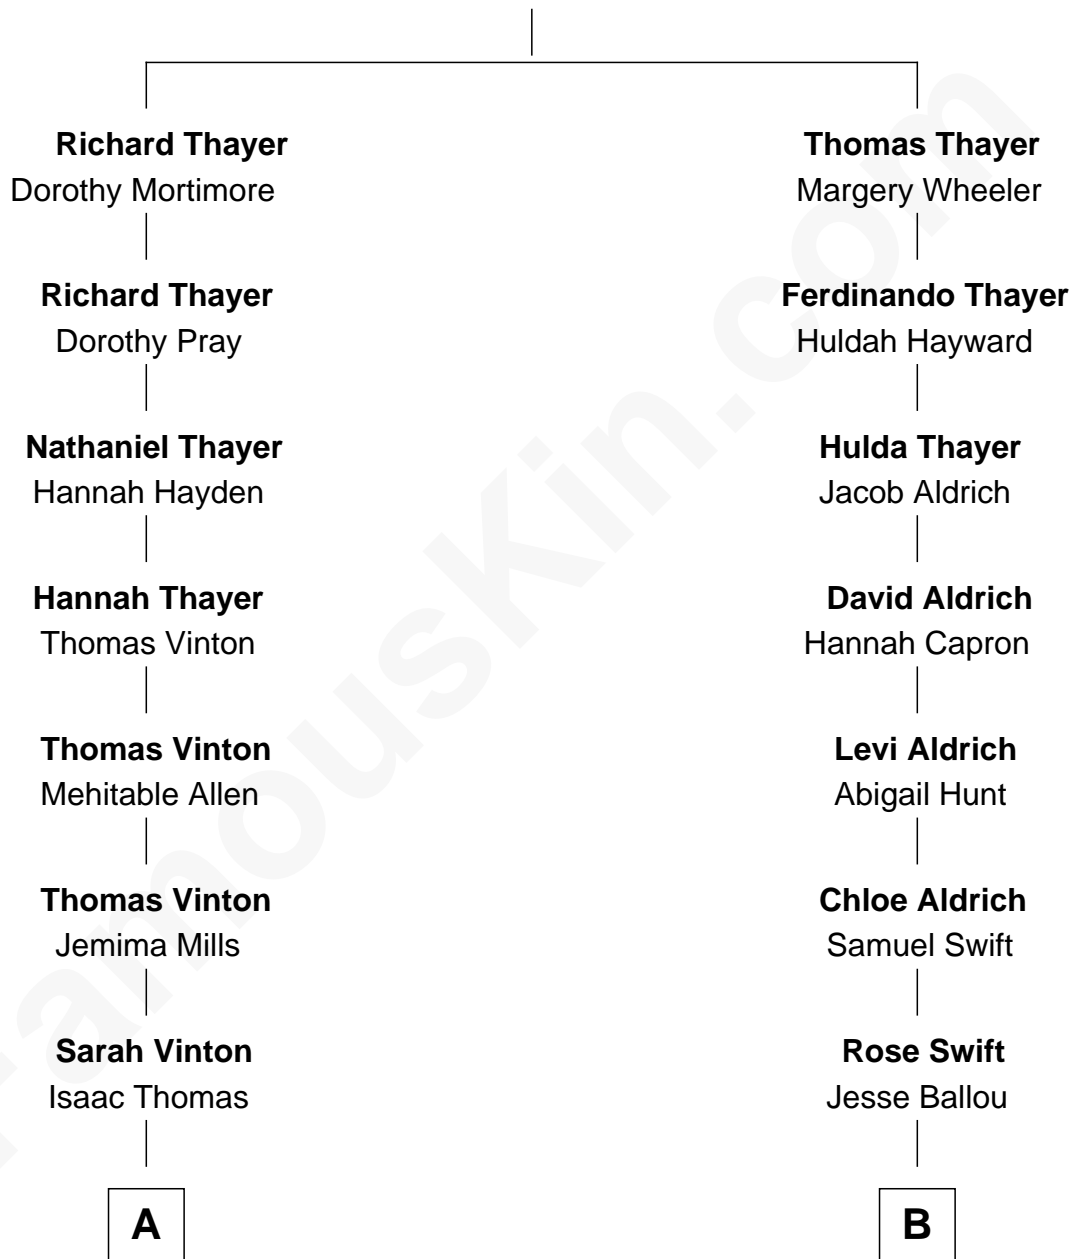 Richard Thayer
Dorothy Mortimore
Richard Thayer
Dorothy Pray
Nathaniel Thayer
Hannah Hayden
Hannah Thayer
Thomas Vinton
Thomas Vinton
Mehitable Allen
Thomas Vinton
Jemima Mills
Sarah Vinton
Isaac Thomas
A
Thomas Thayer
Margery Wheeler
Ferdinando Thayer
Huldah Hayward
Hulda Thayer
Jacob Aldrich
David Aldrich
Hannah Capron
Levi Aldrich
Abigail Hunt
Chloe Aldrich
Samuel Swift
Rose Swift
Jesse Ballou
B
FamousKin.com